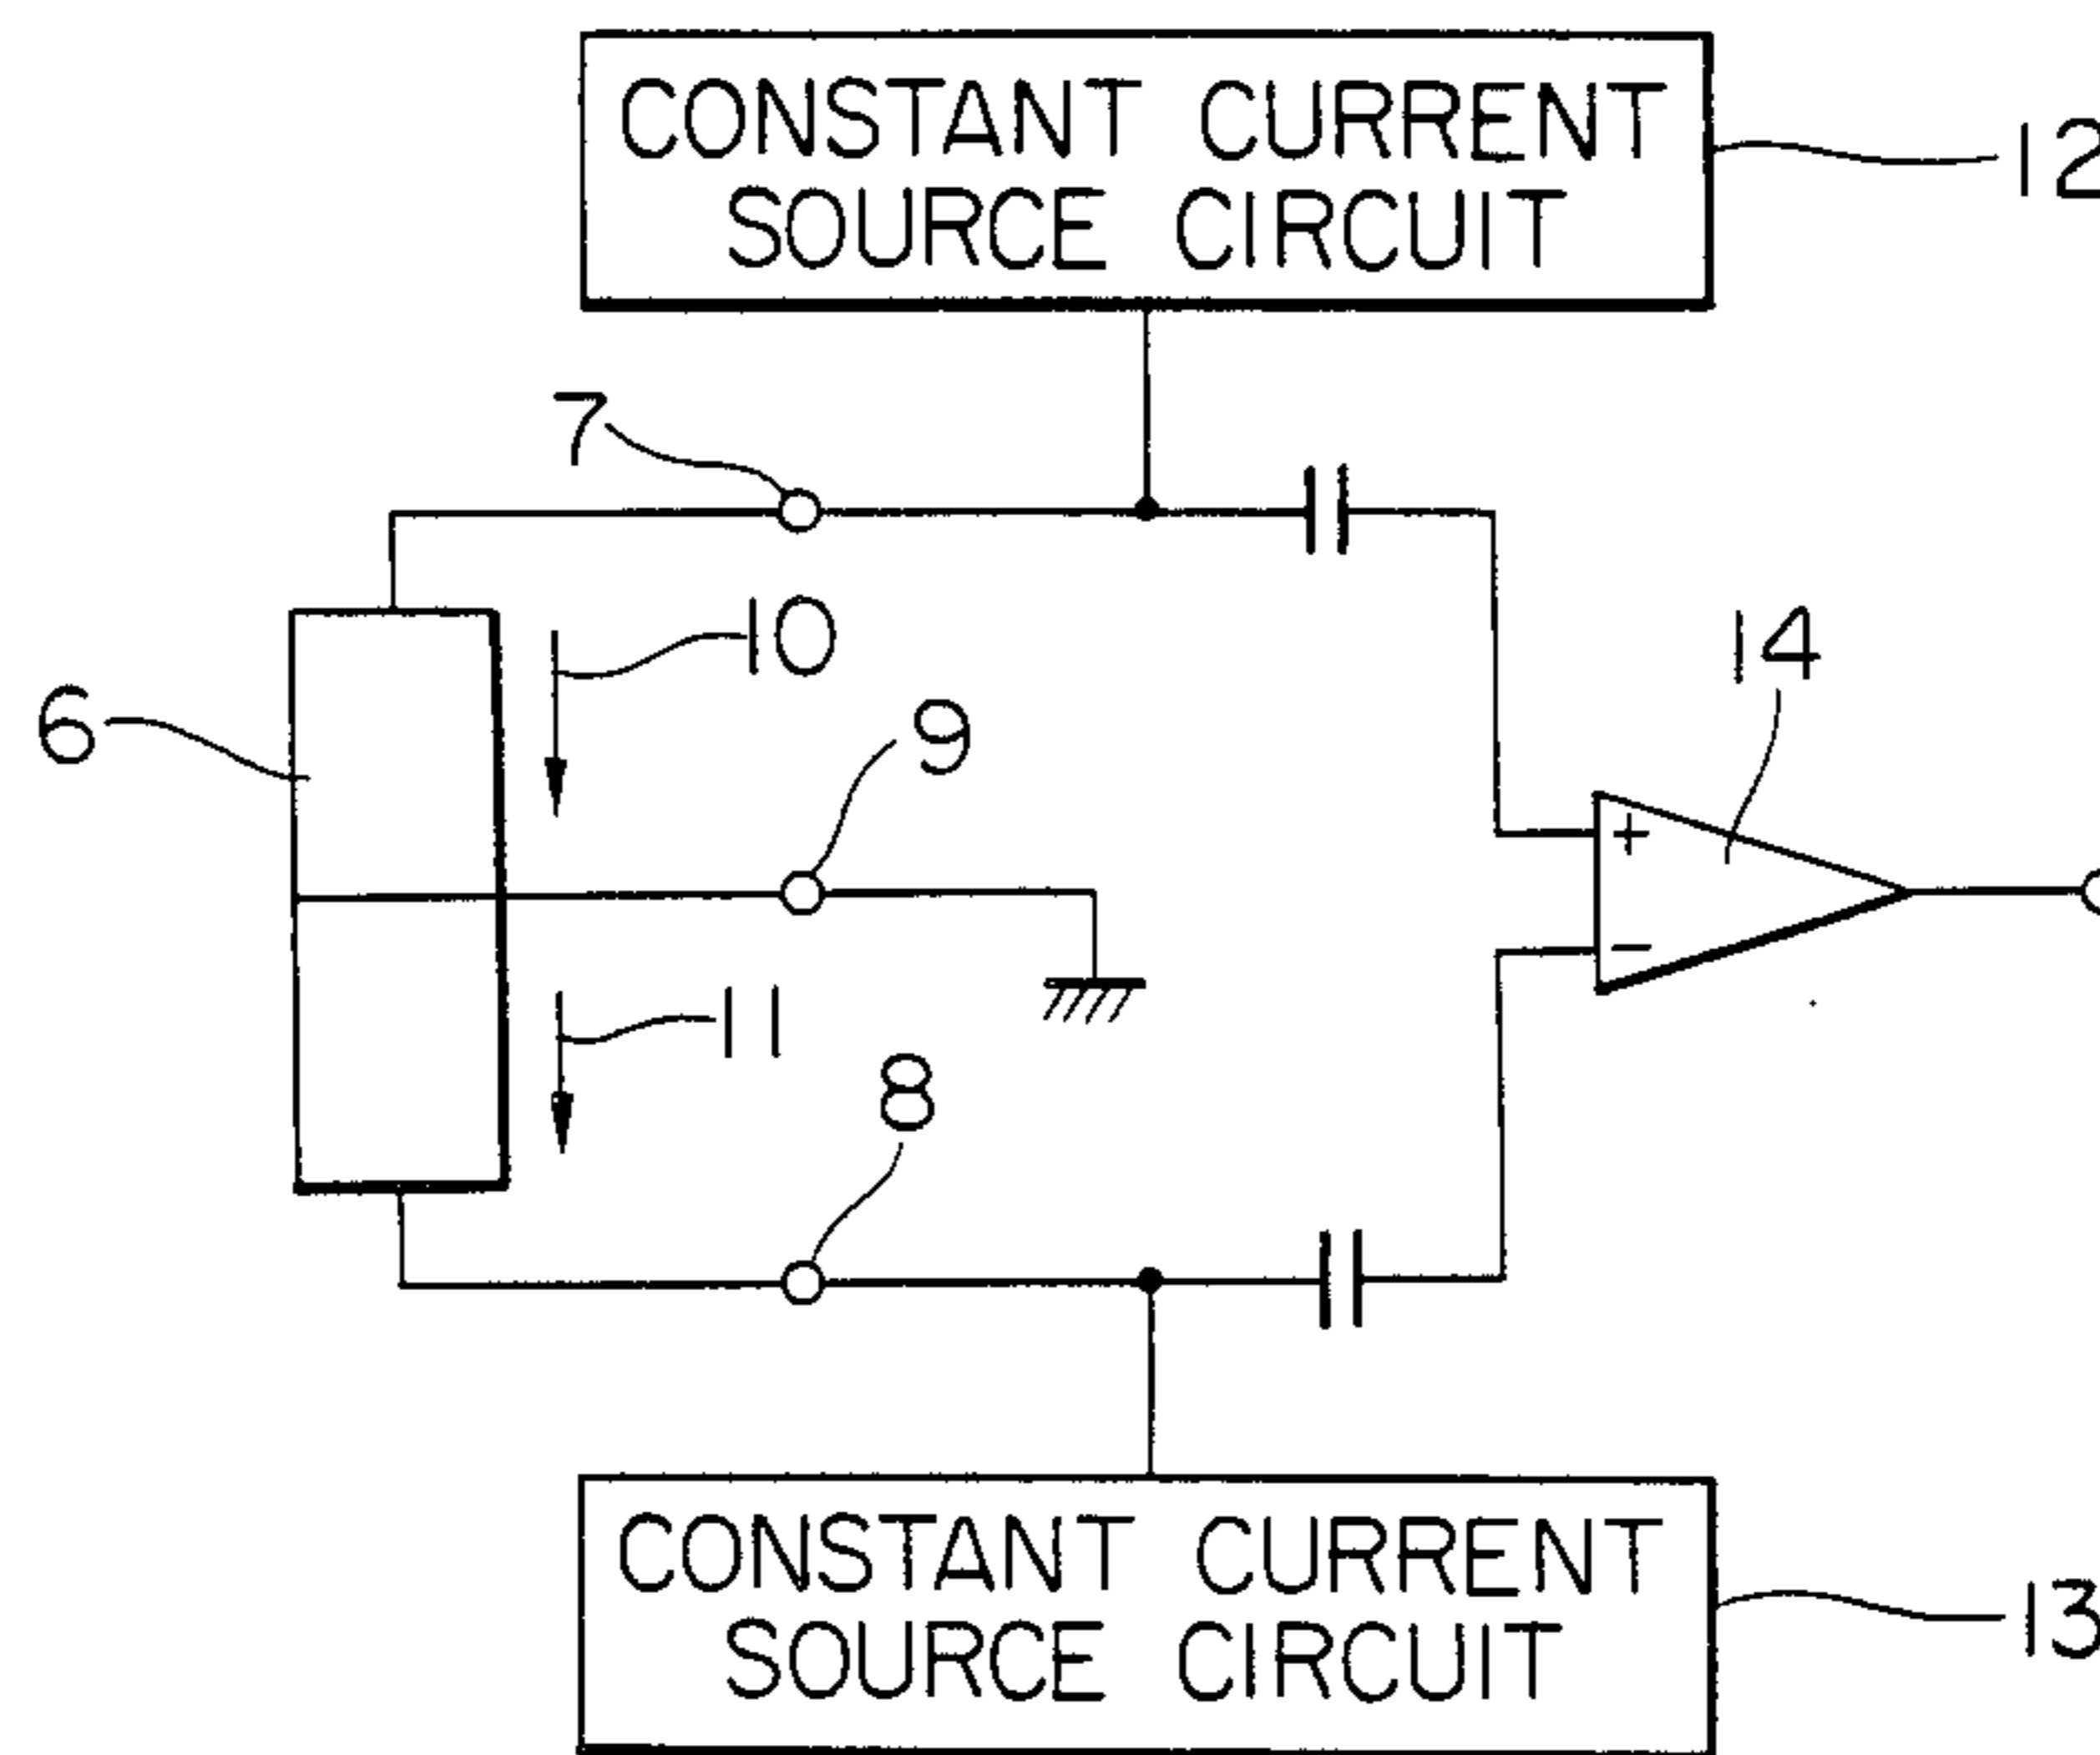 CONSTANT CURRENT
SOURCE CIRCUIT
12
7
10
14
6
9
+
−
11
8
CONSTANT CURRENT
SOURCE CIRCUIT
13